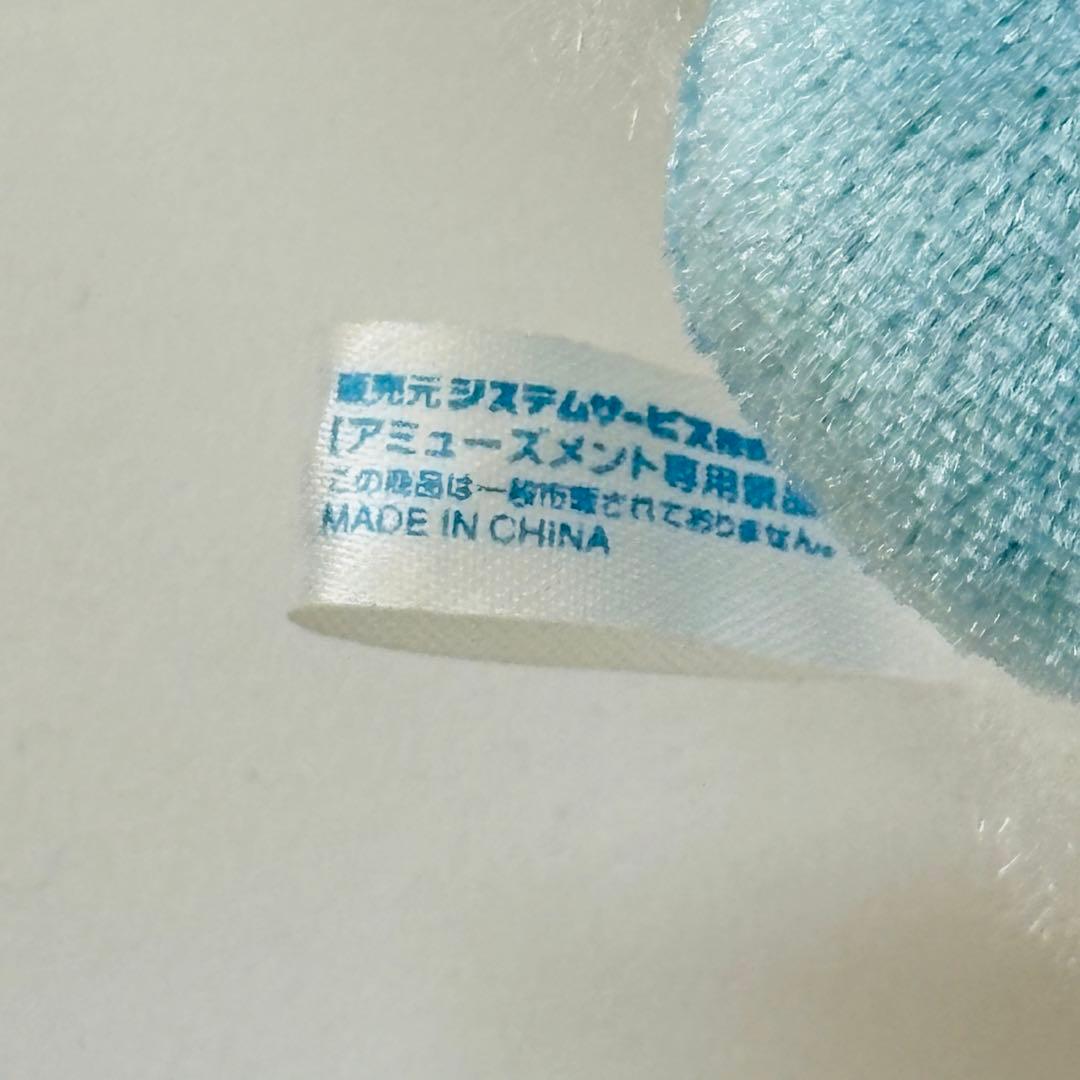 販売元 システムサービス株
[アミューズメント専用景品
この景品は一般市販されておりません。
MADE IN CHINA